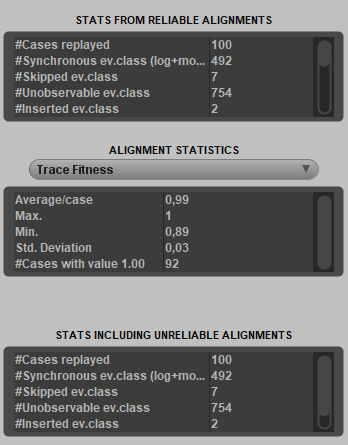 STATS FROM RELIABLE ALIGNMENTS
#Cases replayed 100
#Synchronous ev.class (log+mo... 492
#Skipped ev.class 7
#Unobservable ev.class 754
#Inserted ev.class 2
ALIGNMENT STATISTICS
Trace Fitness
Average/case 0,99
Max. 1
Min. 0,89
Std. Deviation 0,03
#Cases with value 1.00 92
STATS INCLUDING UNRELIABLE ALIGNMENTS
#Cases replayed 100
#Synchronous ev.class (log+mo... 492
#Skipped ev.class 7
#Unobservable ev.class 754
#Inserted ev.class 2